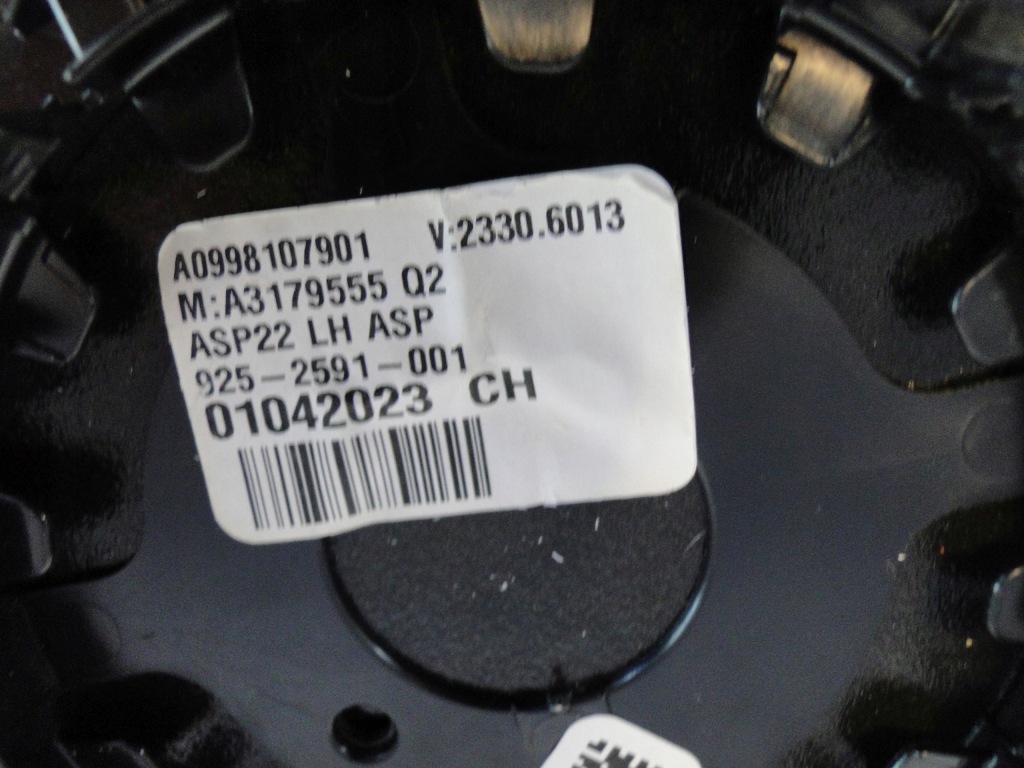 A0998107901 V:2330.6013
M:A3179555 Q2
ASP22 LH ASP
925-2591-001
01042023 CH